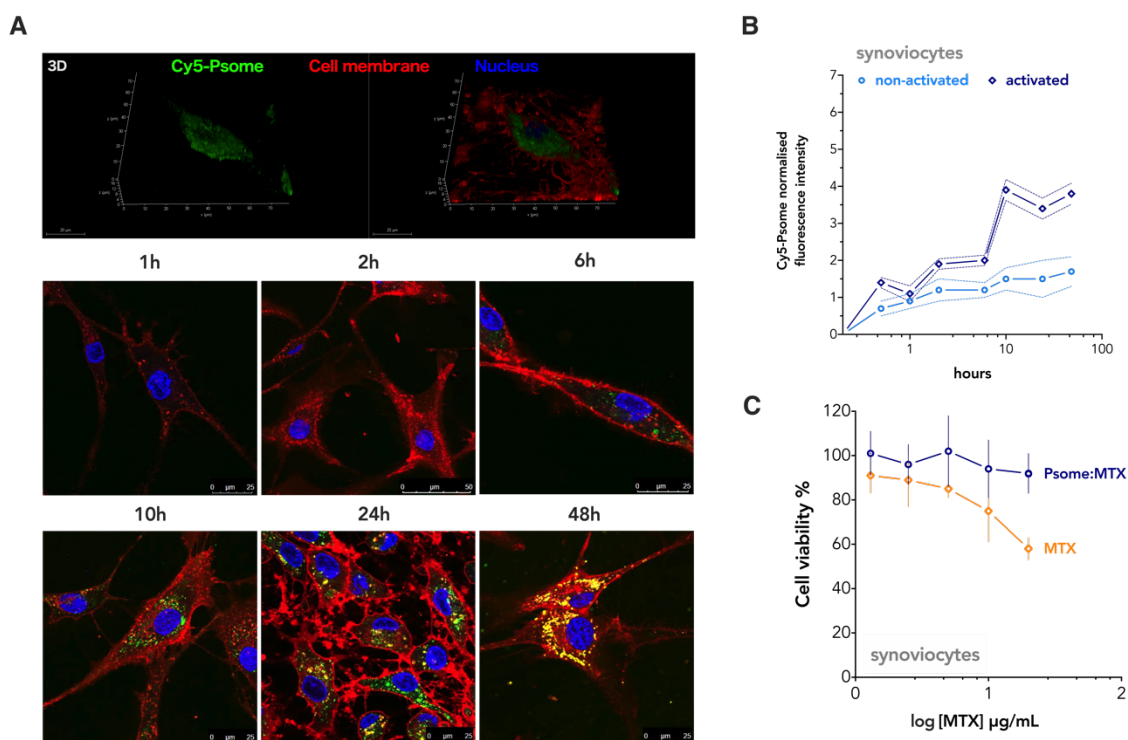 A
3D
Cy5-Psome
Cell membrane
Nucleus
1h
2h
6h
0 µm 25
0 µm 50
0 µm 25
10h
24h
48h
0 µm 25
0 µm 25
0 µm 25
B
synoviocytes
non-activated
activated
Cy5-Psome normalised
fluorescence intensity
7
6
5
4
3
2
1
0
1
10
100
hours
C
120
100
80
60
40
20
0
Cell viability %
Psome:MTX
MTX
synoviocytes
0
1
2
log [MTX] µg/mL